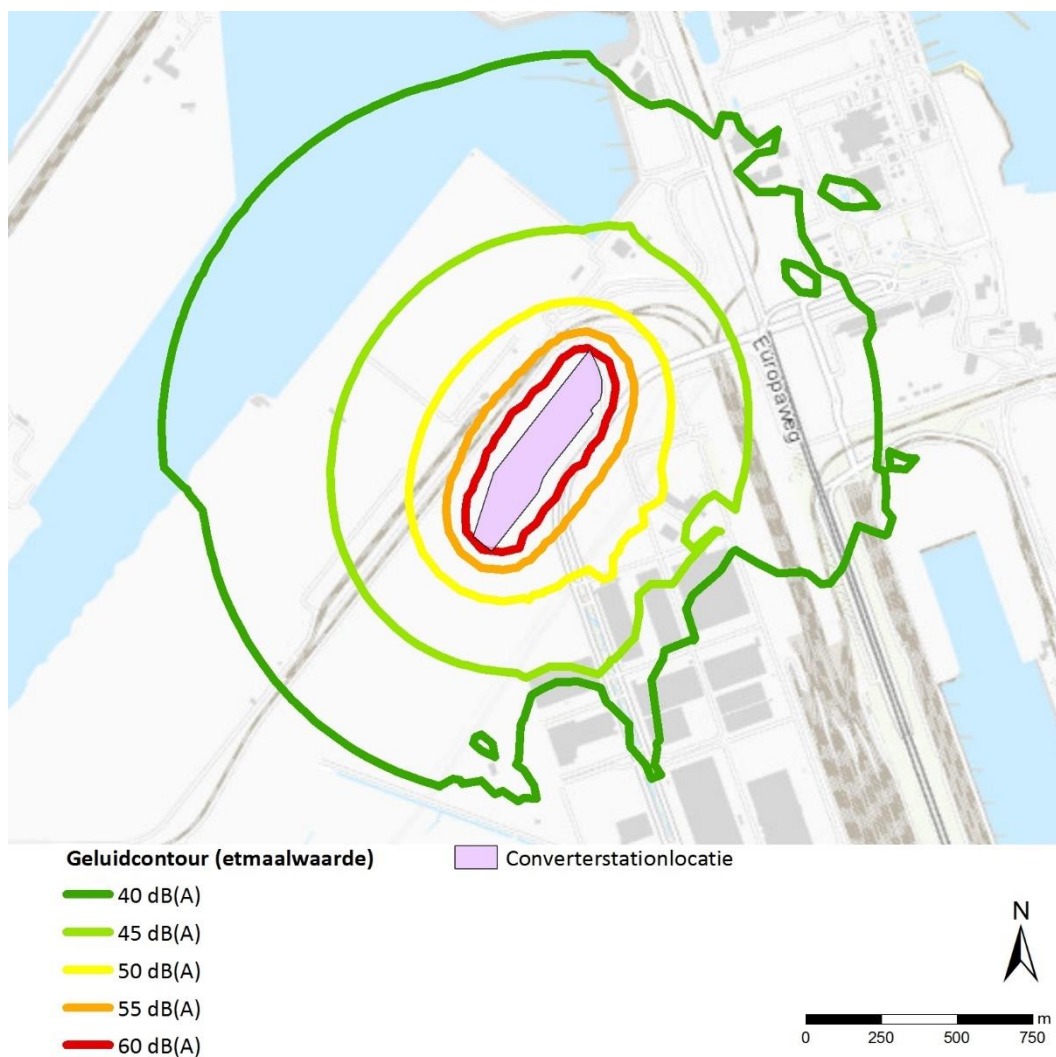 Europaweg
Geluidcontour (etmaalwaarde)
Converterstationlocatie
40 dB(A)
45 dB(A)
50 dB(A)
55 dB(A)
60 dB(A)
N
m
0 250 500 750